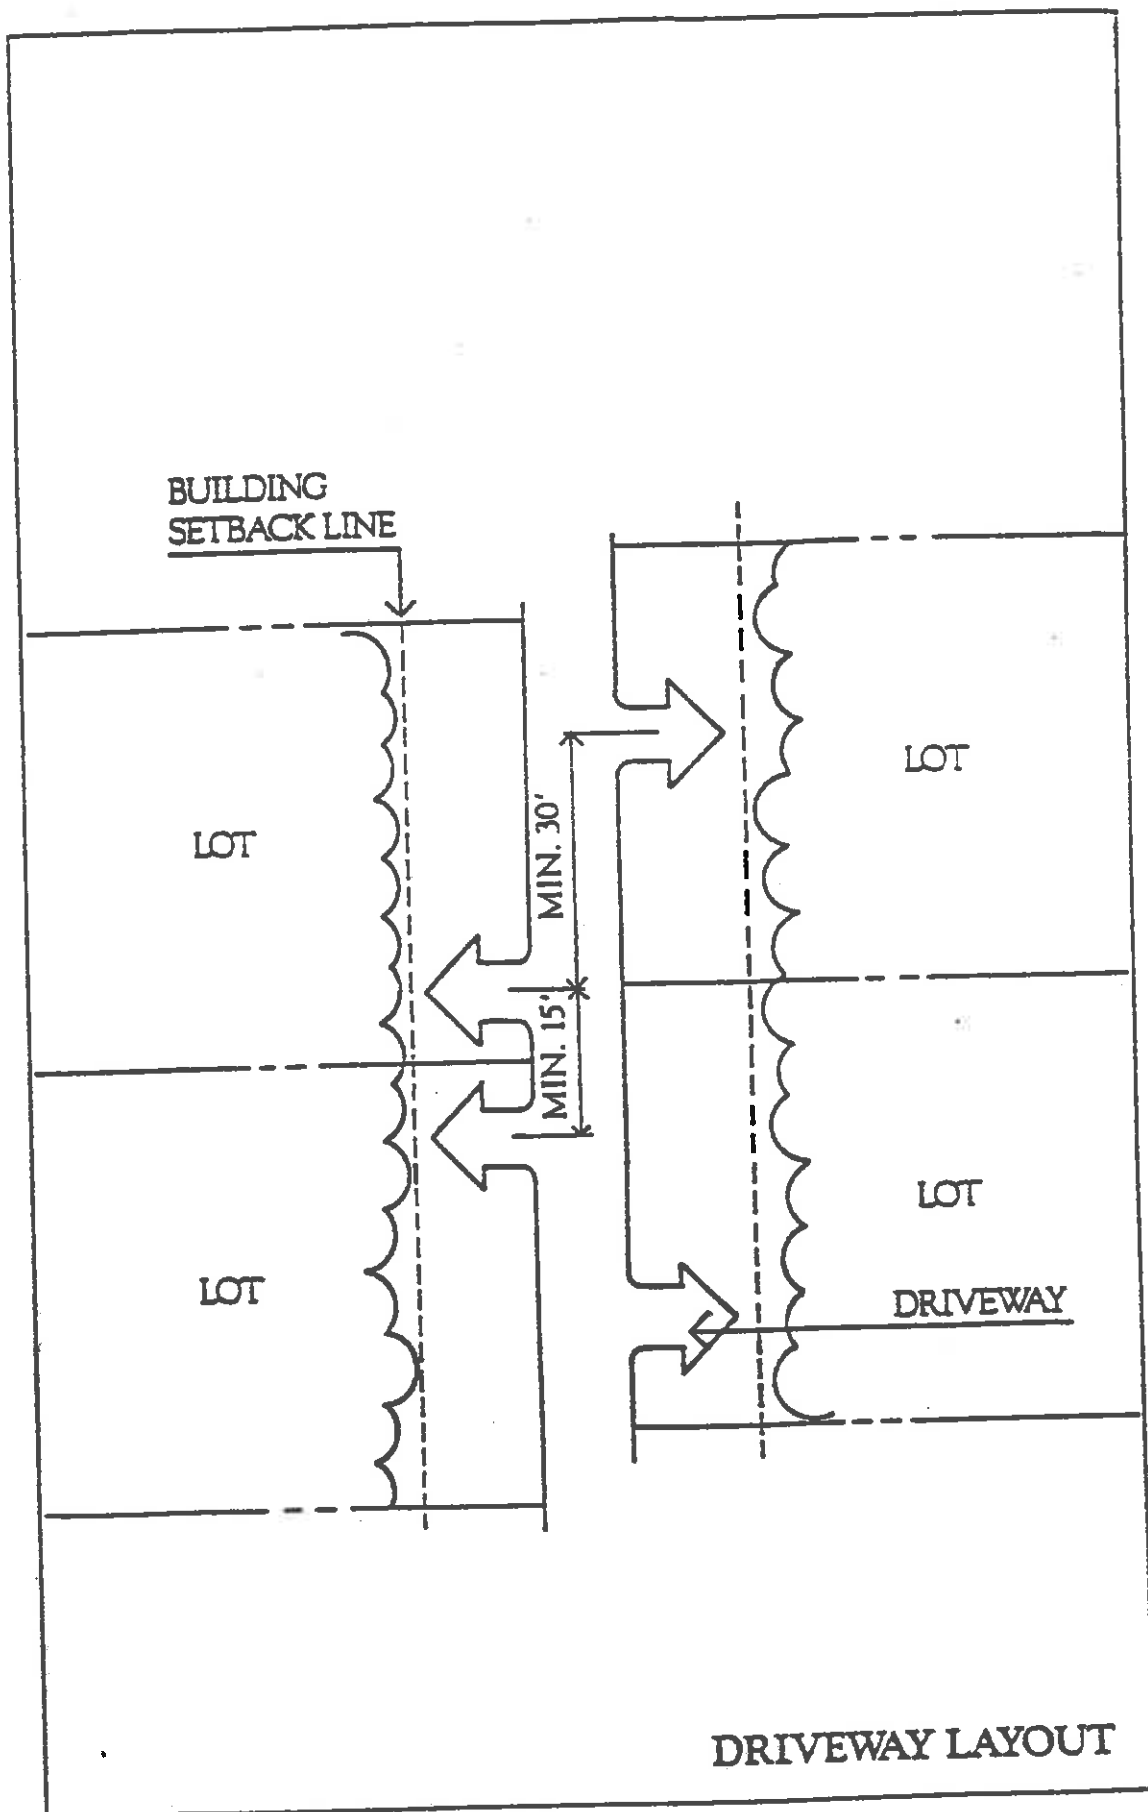 BUILDING
SETBACK LINE
LOT
LOT
MIN. 30'
LOT
MIN. 15'
LOT
DRIVEWAY
DRIVEWAY LAYOUT